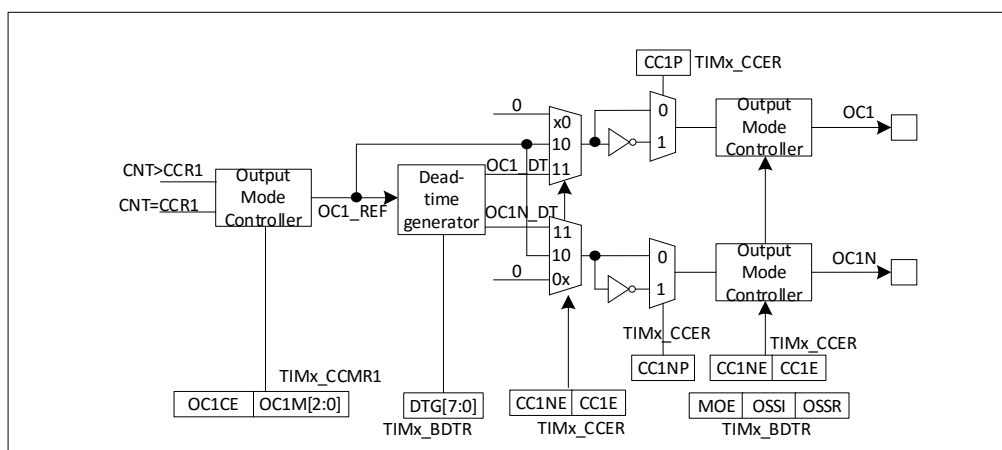 CC1P
TIMx_CCER
0
x0
10
11
0
1
Output
Mode
Controller
OC1
CNT>CCR1
CNT=CCR1
Output
Mode
Controller
OC1_REF
Dead-
time
generator
OC1_DT
OC1N_DT
11
10
0x
0
0
1
Output
Mode
Controller
OC1N
TIMx_CCER
CC1NP
TIMx_CCER
CC1NE
CC1E
TIMx_CCMR1
OC1CE
OC1M[2:0]
DTG[7:0]
TIMx_BDTR
CC1NE
CC1E
TIMx_CCER
MOE
OSSI
OSSR
TIMx_BDTR